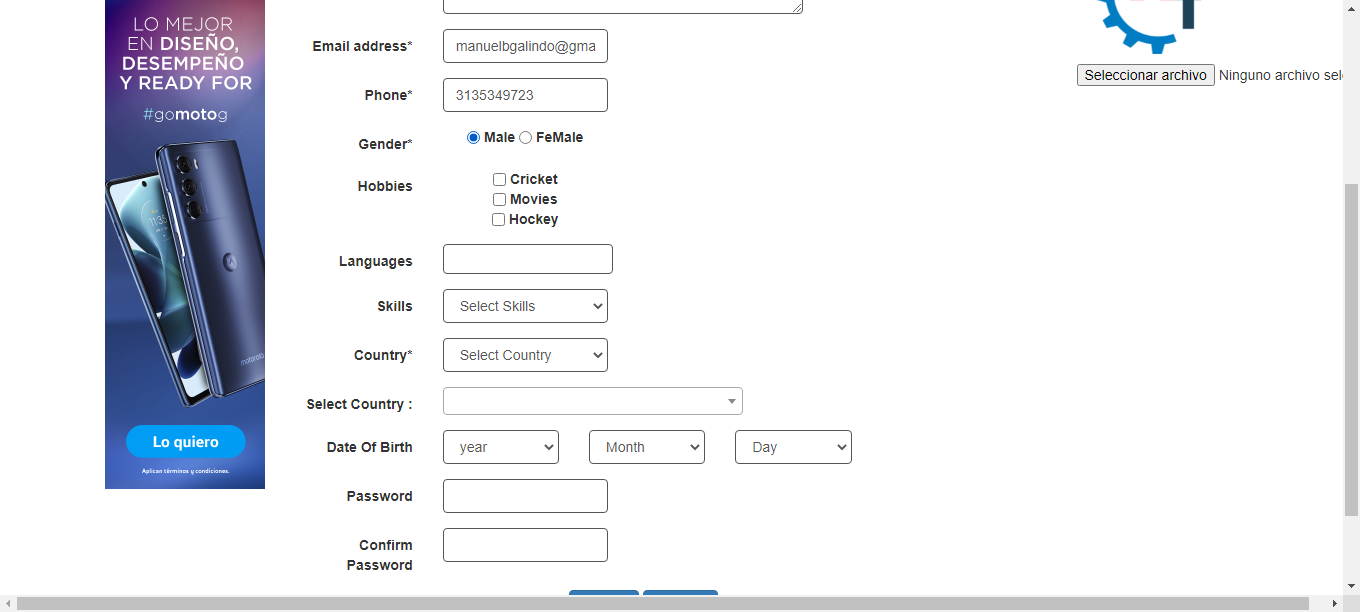 LO MEJOR
EN DISEÑO,
DESEMPEÑO
Y READY FOR
#gomotog
11:35
motorola
Lo quiero
Aplican términos y condiciones.
Email address* manuelbgalindo@gma
Phone* 3135349723
Gender* Male FeMale
Hobbies Cricket
Movies
Hockey
Languages
Skills Select Skills
Country* Select Country
Select Country :
Date Of Birth year Month Day
Password
Confirm
Password
Seleccionar archivo Ninguno archivo sel